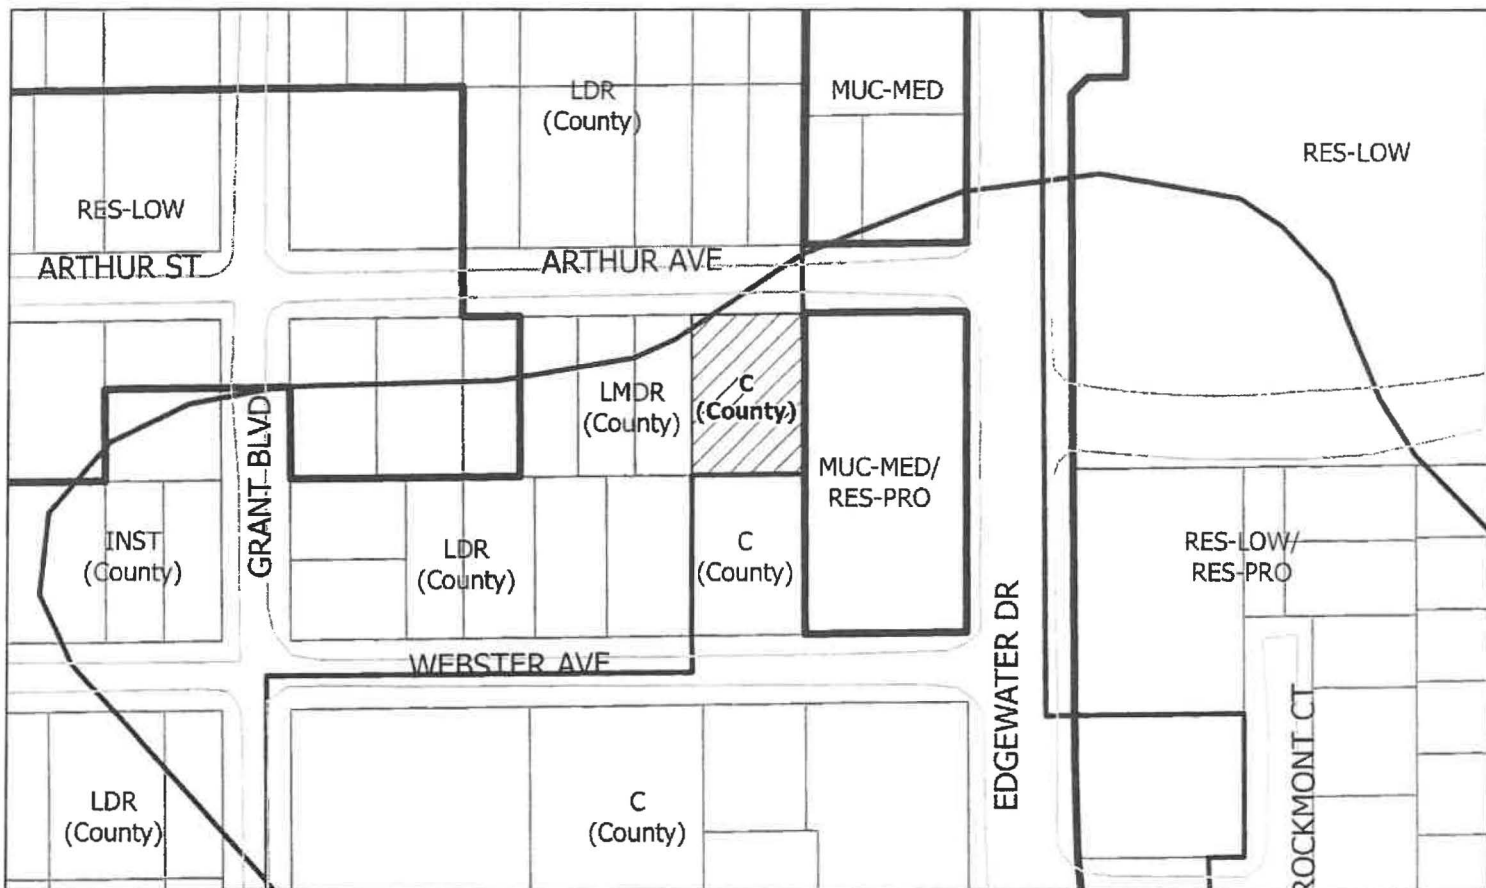 LDR
(County)
MUC-MED
RES-LOW
RES-LOW
ARTHUR ST
ARTHUR AVE
LMDR
(County)
C
(County)
GRANT BLVD
MUC-MED/
RES-PRO
INST
(County)
LDR
(County)
C
(County)
RES-LOW/
RES-PRO
EDGEWATER DR
WEBSTER AVE
ROCKMONT CT
LDR
(County)
C
(County)